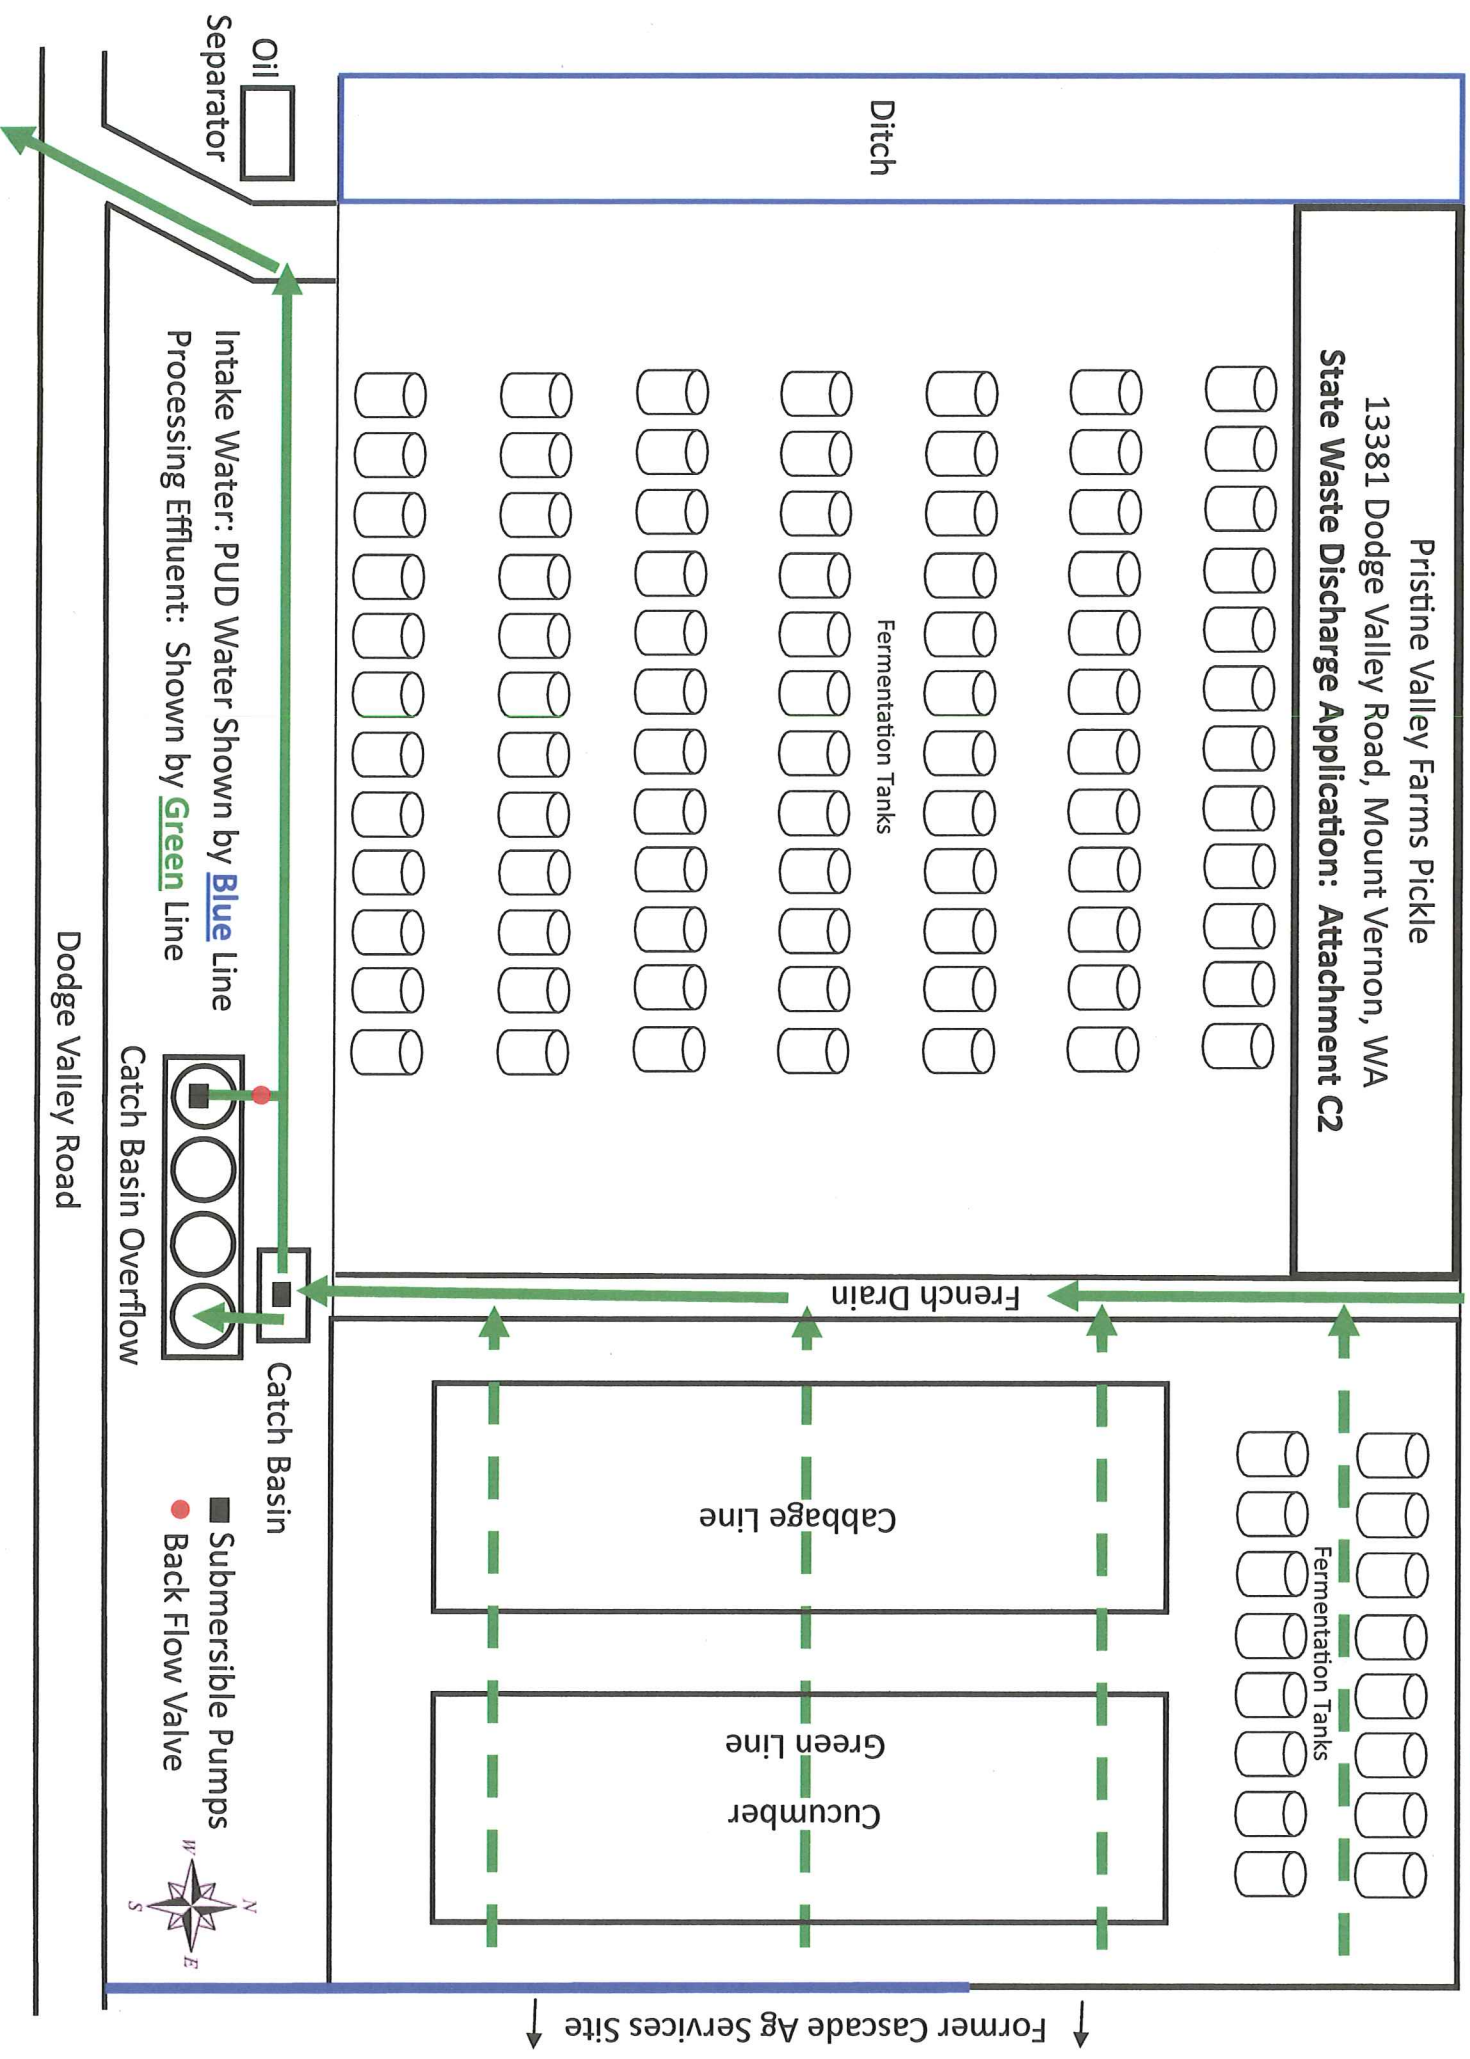 Pristine Valley Farms Pickle
13381 Dodge Valley Road, Mount Vernon, WA
State Waste Discharge Application: Attachment C2
Ditch
Fermentation Tanks
Fermentation Tanks
French Drain
Cabbage Line
Green Line
Cucumber
Former Cascade Ag Services Site
Oil
Separator
Intake Water: PUD Water Shown by Blue Line
Processing Effluent: Shown by Green Line
Catch Basin
Catch Basin Overflow
Submersible Pumps
Back Flow Valve
N
W
E
S
Dodge Valley Road